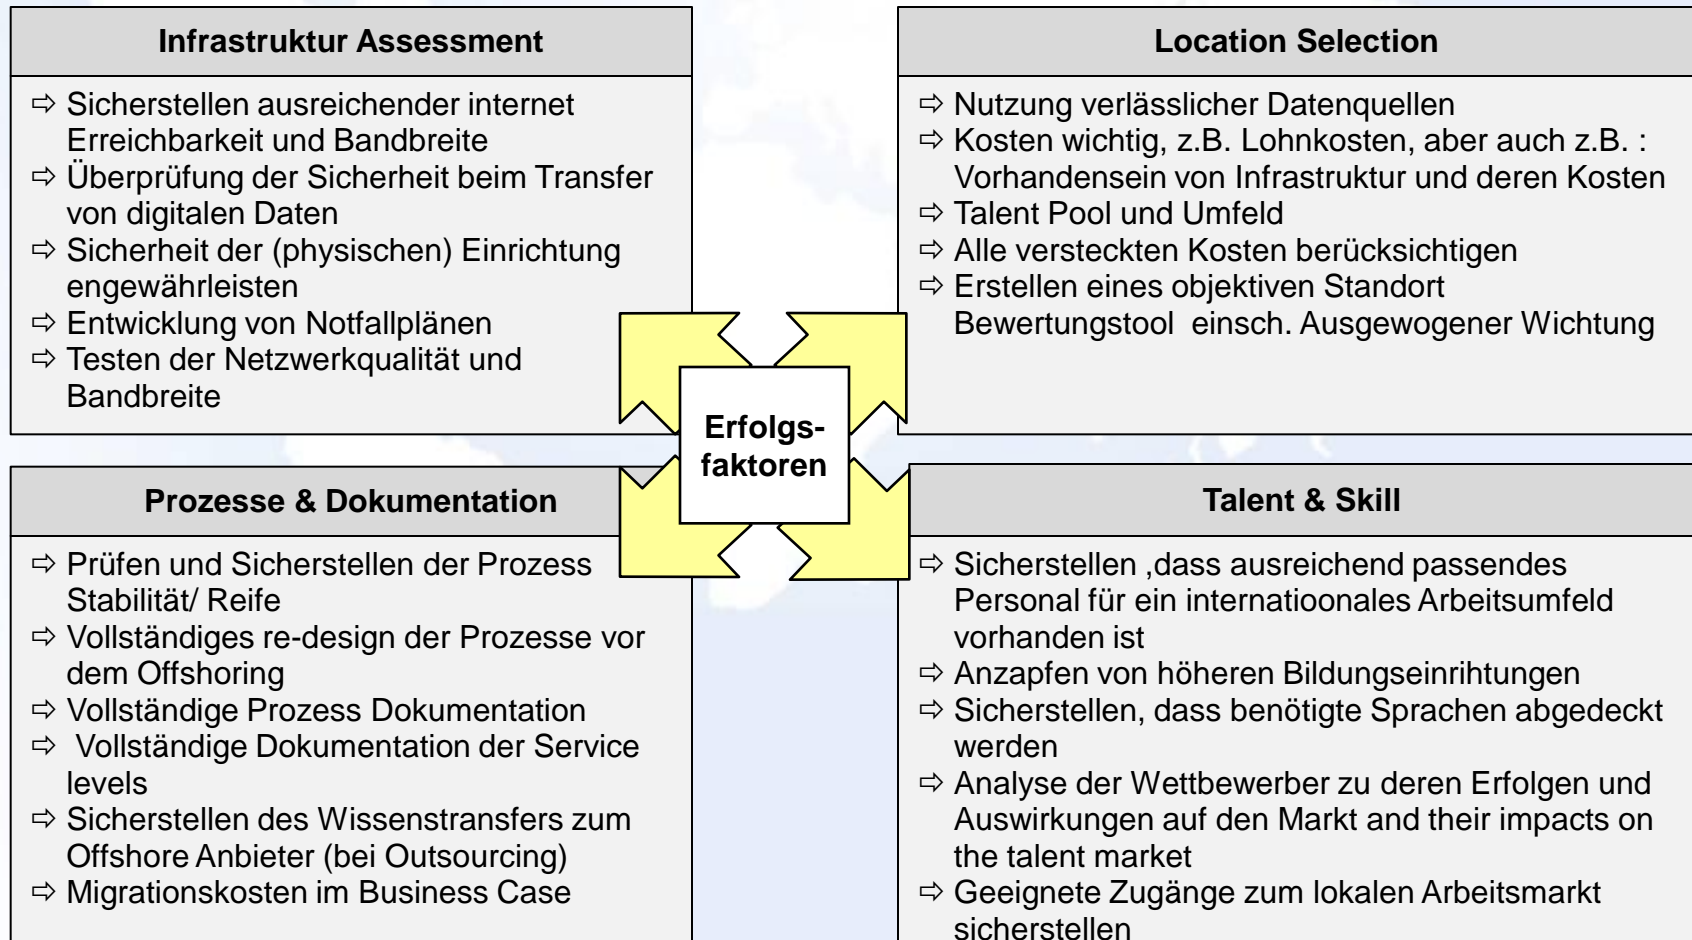 Infrastruktur Assessment
⇨ Sicherstellen ausreichender internet
Erreichbarkeit und Bandbreite
⇨ Überprüfung der Sicherheit beim Transfer
von digitalen Daten
⇨ Sicherheit der (physischen) Einrichtung
engewährleisten
⇨ Entwicklung von Notfallplänen
⇨ Testen der Netzwerkqualität und
Bandbreite
Location Selection
⇨ Nutzung verlässlicher Datenquellen
⇨ Kosten wichtig, z.B. Lohnkosten, aber auch z.B. :
Vorhandensein von Infrastruktur und deren Kosten
⇨ Talent Pool und Umfeld
⇨ Alle versteckten Kosten berücksichtigen
⇨ Erstellen eines objektiven Standort
Bewertungstool  einsch. Ausgewogener Wichtung
Erfolgs-
faktoren
Prozesse & Dokumentation
⇨ Prüfen und Sicherstellen der Prozess
Stabilität/ Reife
⇨ Vollständiges re-design der Prozesse vor
dem Offshoring
⇨ Vollständige Prozess Dokumentation
⇨  Vollständige Dokumentation der Service
levels
⇨ Sicherstellen des Wissenstransfers zum
Offshore Anbieter (bei Outsourcing)
⇨ Migrationskosten im Business Case
Talent & Skill
⇨ Sicherstellen ,dass ausreichend passendes
Personal für ein internatioonales Arbeitsumfeld
vorhanden ist
⇨ Anzapfen von höheren Bildungseinrihtungen
⇨ Sicherstellen, dass benötigte Sprachen abgedeckt
werden
⇨ Analyse der Wettbewerber zu deren Erfolgen und
Auswirkungen auf den Markt and their impacts on
the talent market
⇨ Geeignete Zugänge zum lokalen Arbeitsmarkt
sicherstellen